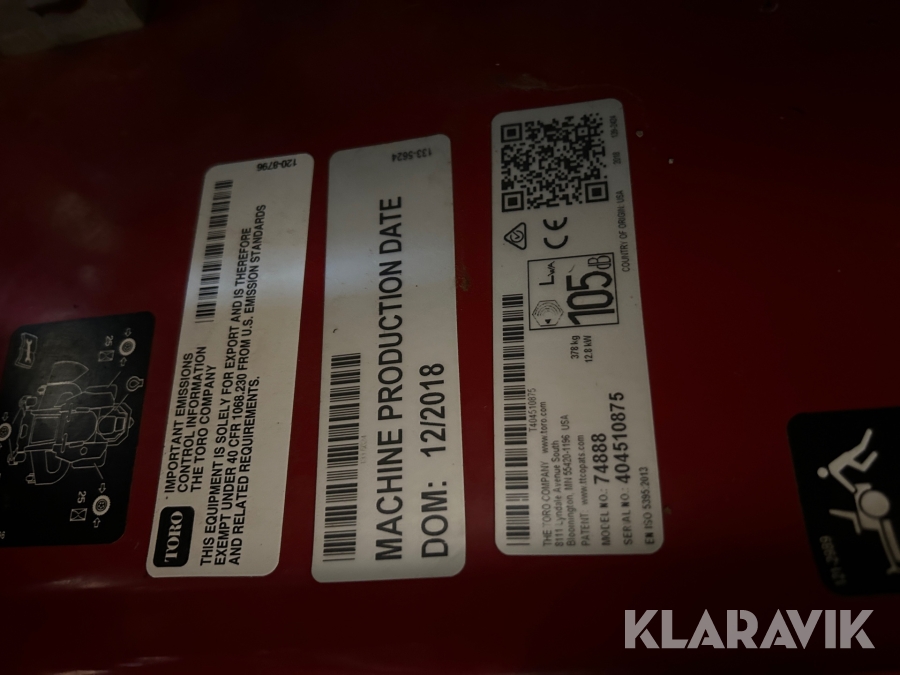 25
25
120-8796
IMPORTANT EMISSIONS
CONTROL INFORMATION
THE TORO COMPANY
TORO
THIS EQUIPMENT IS SOLELY FOR EXPORT AND IS THEREFORE
EXEMPT UNDER 40 CFR 1068.230 FROM U.S. EMISSION STANDARDS
AND RELATED REQUIREMENTS.
133-5624
MACHINE PRODUCTION DATE
DOM: 12/2018
2018
CE
LWA
105dB
COUNTRY OF ORIGIN: USA
378 kg
12.8 kW
T404510875
THE TORO COMPANY www.toro.com
8111 Lyndale Avenue South
Bloomington, MN 55420-1196 USA
PATENT: www.ttcopats.com
MODEL NO.: 74888
SERIAL NO.: 404510875
EN ISO 5395:2013
KLARAVIK